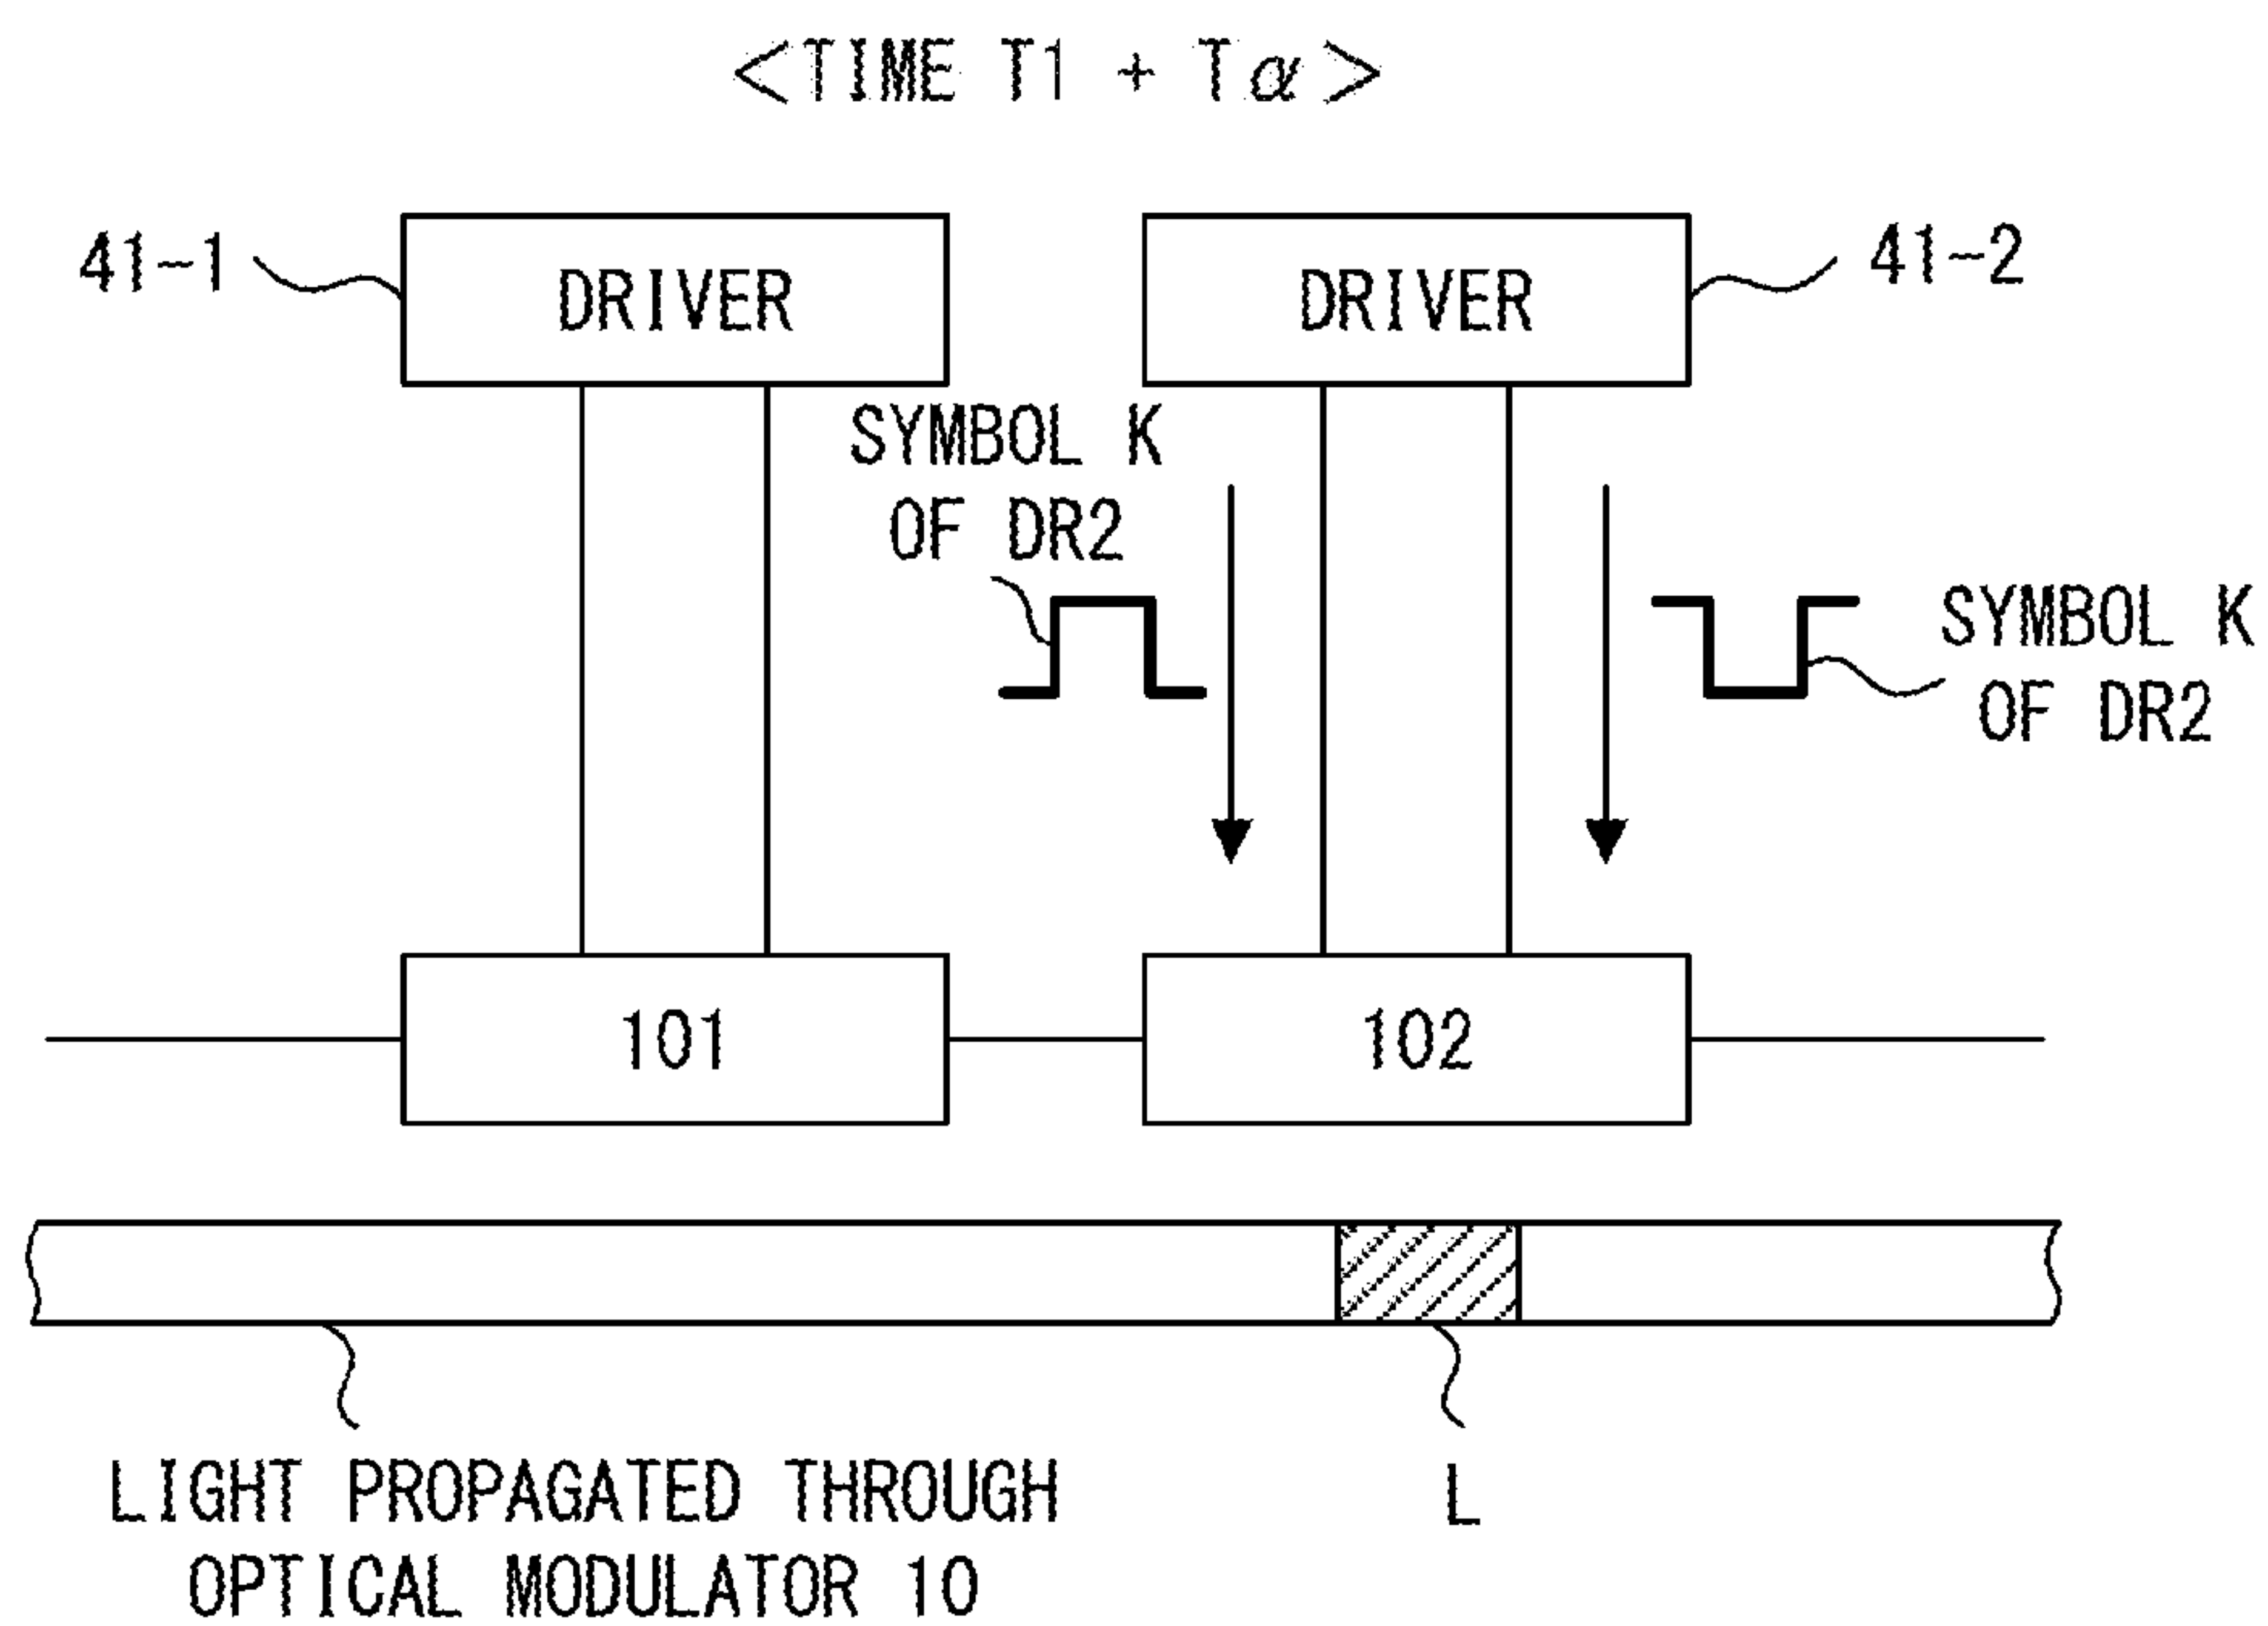 <TIME T1 + Tα>
41-1
DRIVER
DRIVER
41-2
SYMBOL K
OF DR2
SYMBOL K
OF DR2
101
102
LIGHT PROPAGATED THROUGH
OPTICAL MODULATOR 10
L